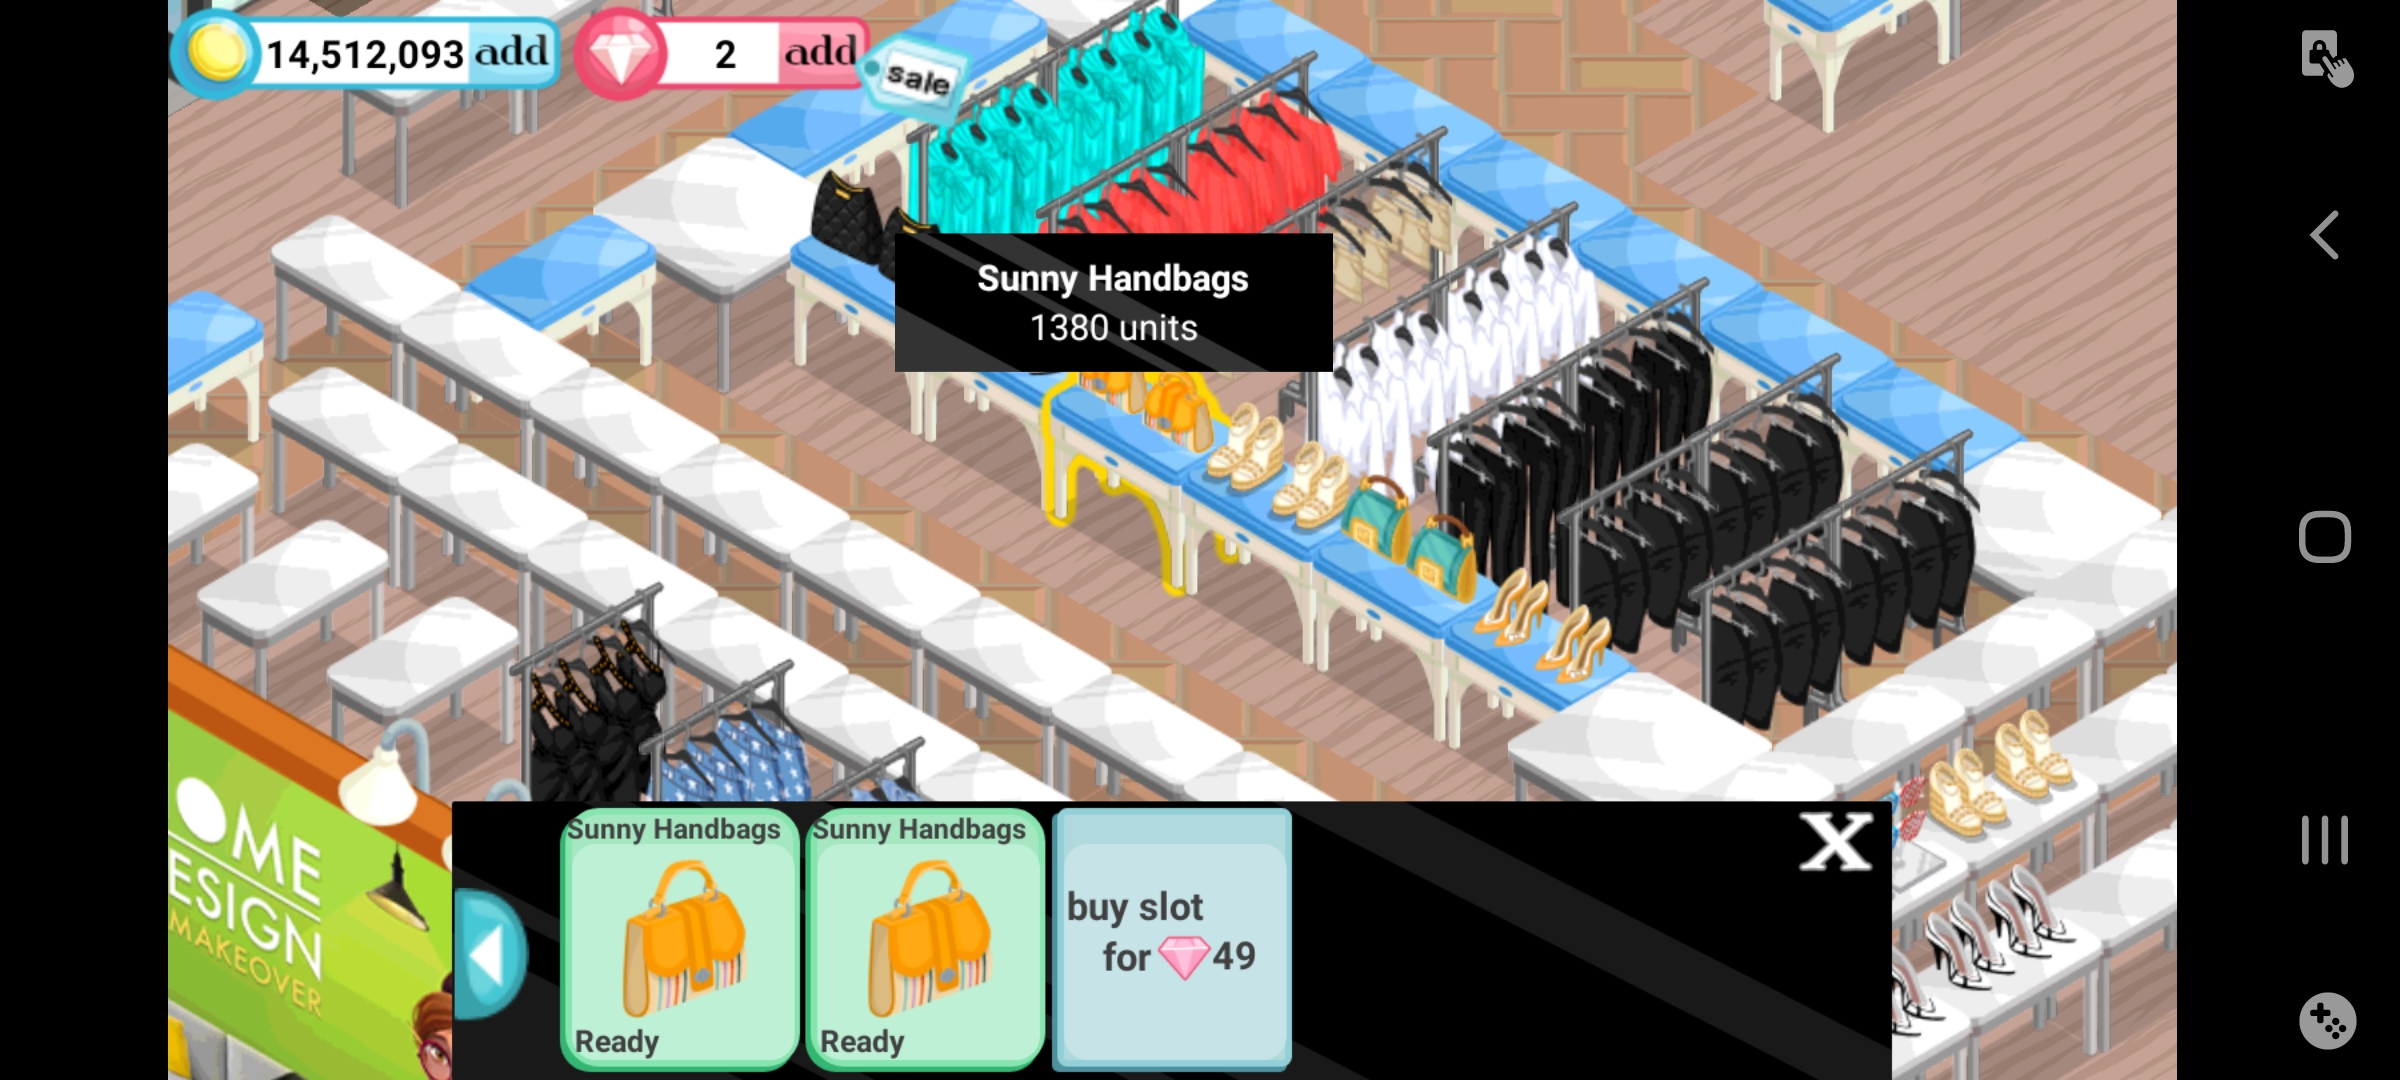 14,512,093 add
2 add
sale
Sunny Handbags
1380 units
OME
ESIGN
MAKEOVER
Sunny Handbags
Ready
Sunny Handbags
Ready
buy slot
for 49
X